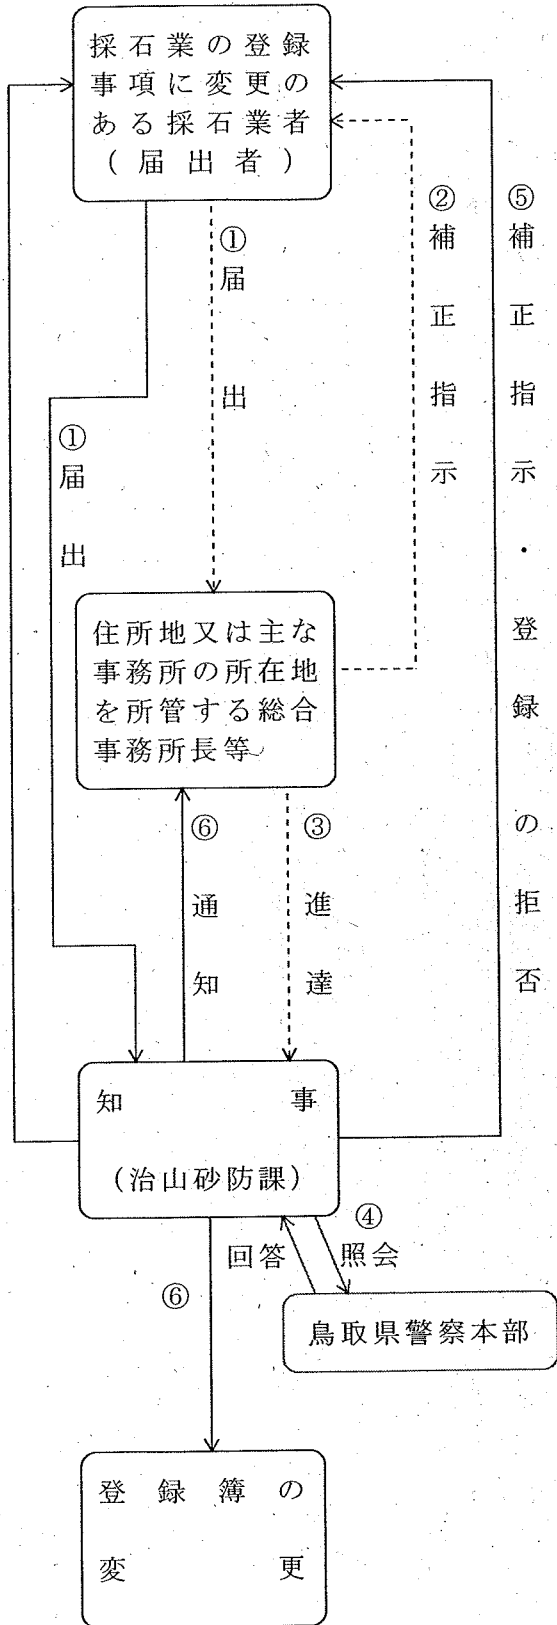 採石業の登録
事項に変更の
ある採石業者
(届出者)
①届出
②補正指示
⑤補正指示・登録の拒否
①届出
住所地又は主な
事務所の所在地
を所管する総合
事務所長等
⑥通知
③進達
知事
(治山砂防課)
④
回答
照会
⑥
鳥取県警察本部
登録簿の
変更